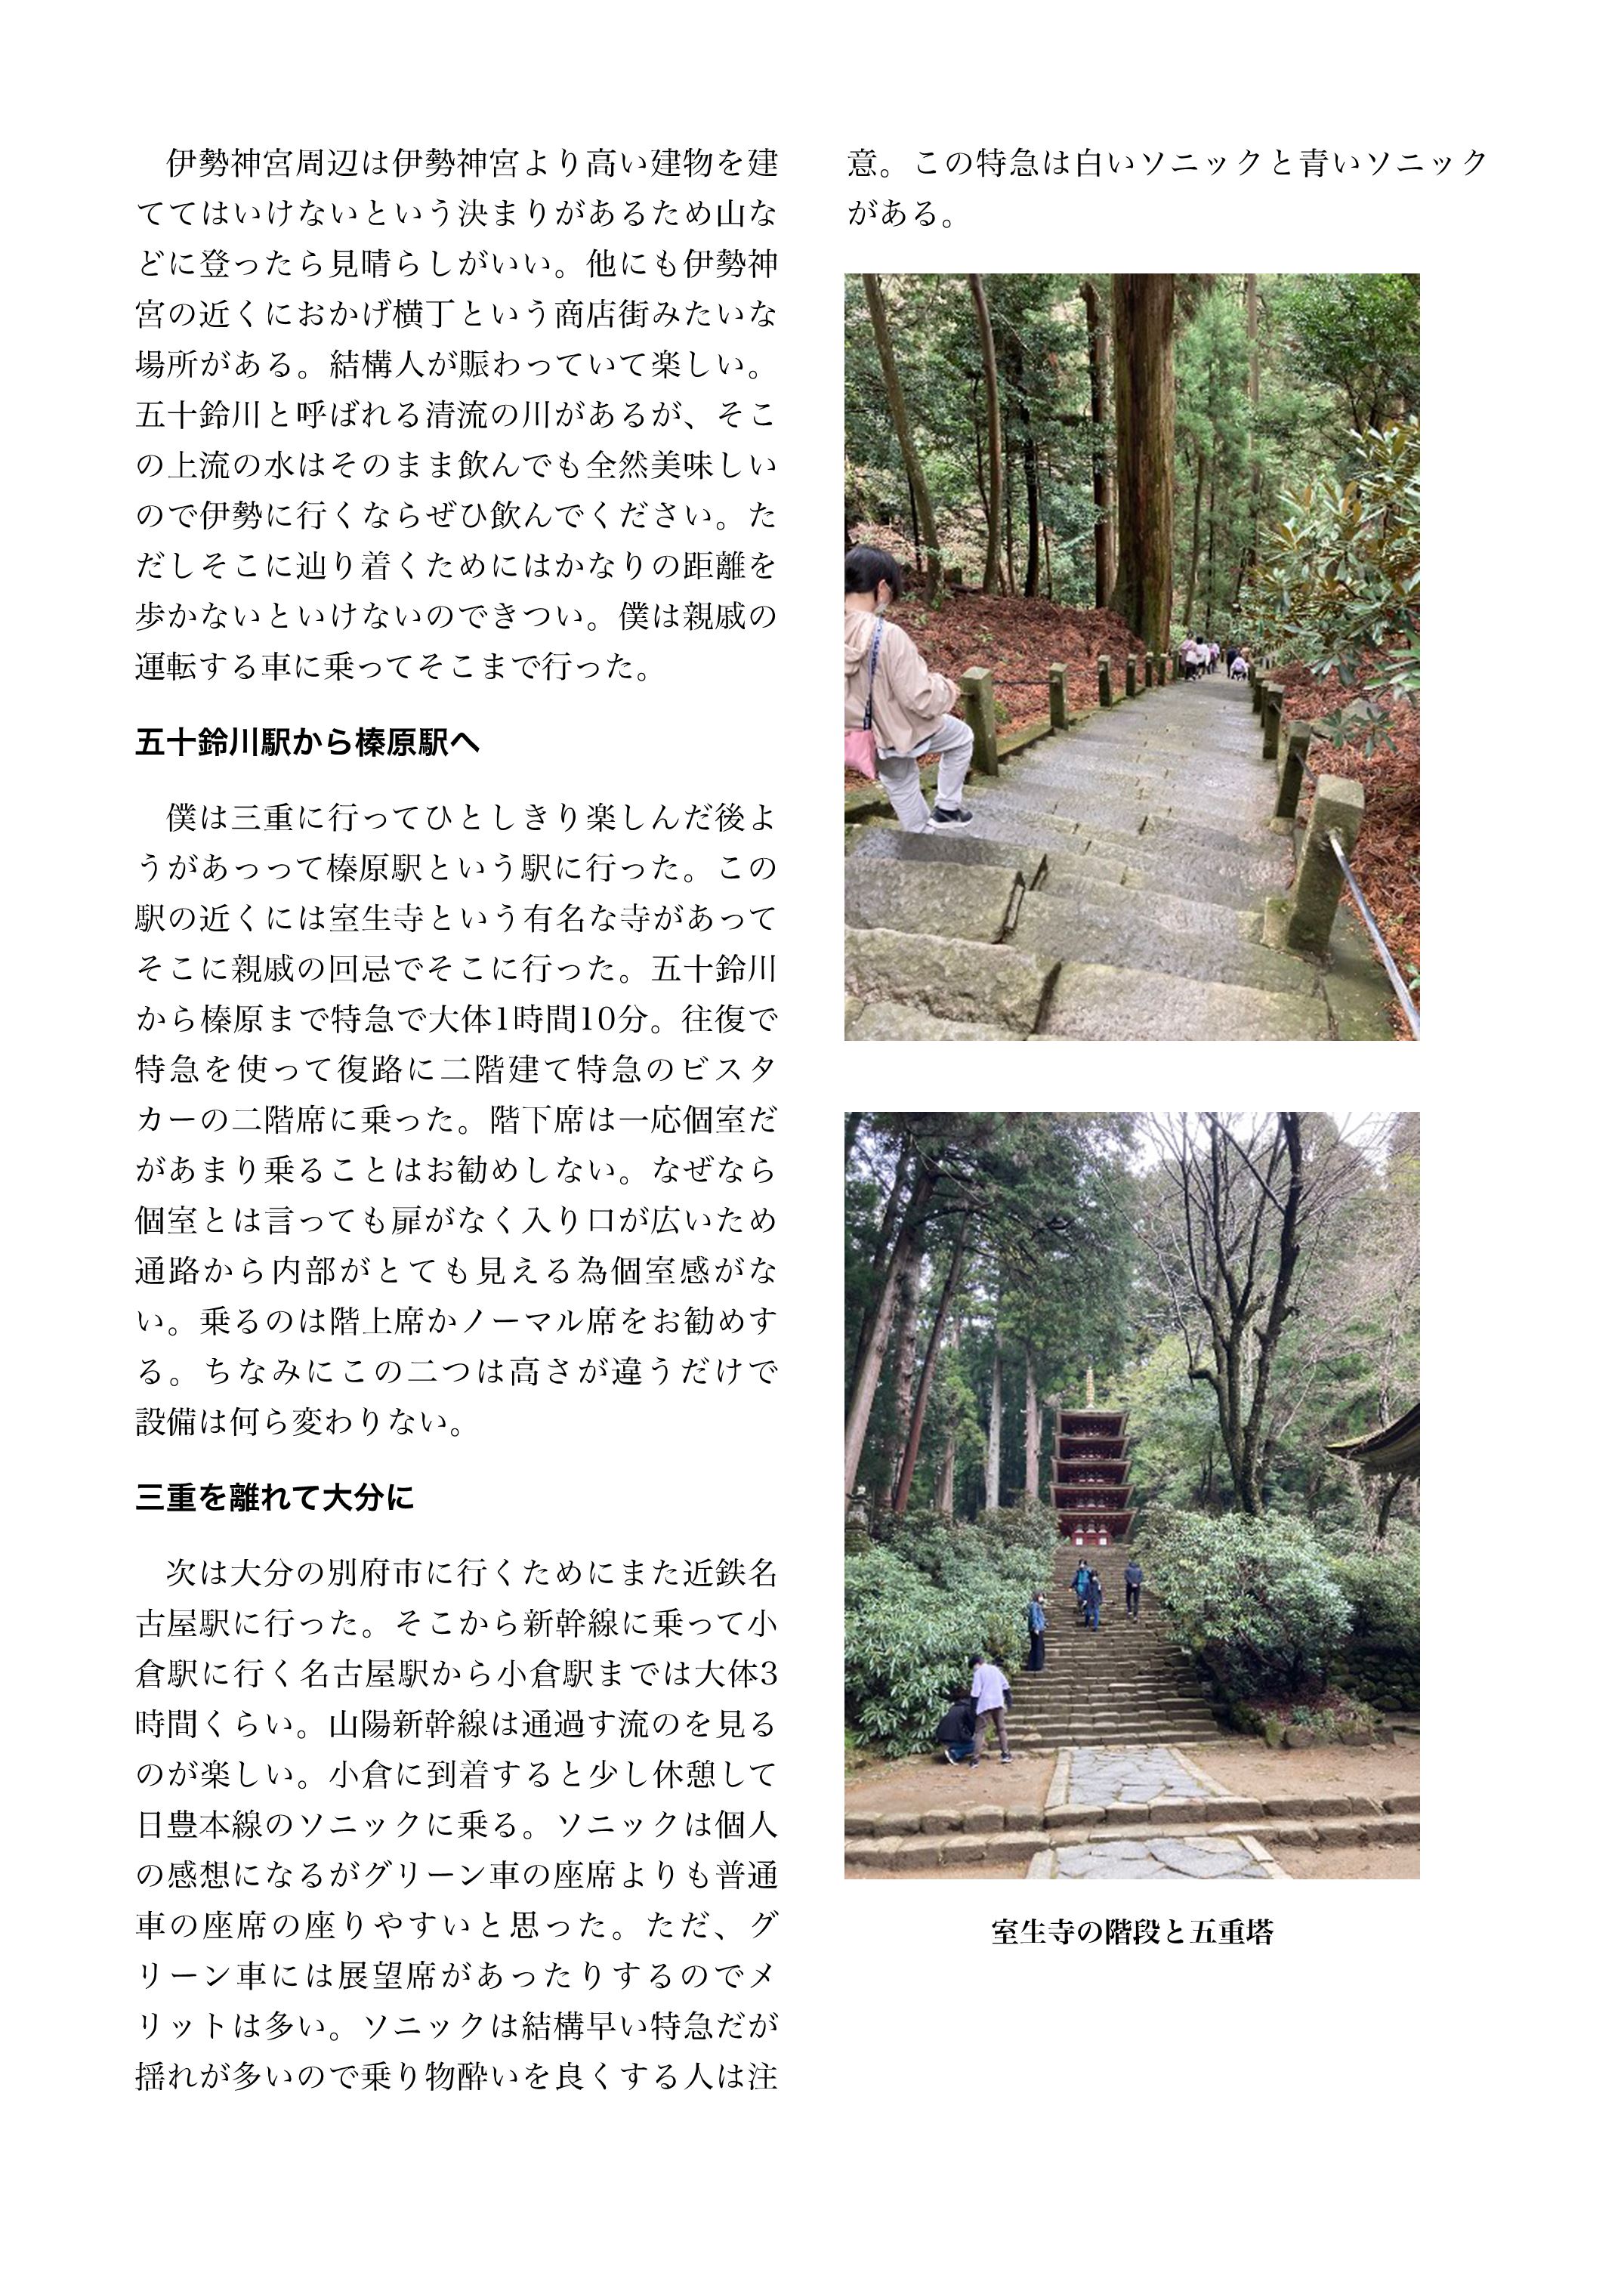 伊勢神宮周辺は伊勢神宮より高い建物を建
ててはいけないという決まりがあるため山な
どに登ったら見晴らしがいい。他にも伊勢神
宮の近くにおかげ横丁という商店街みたいな
場所がある。結構人が賑わっていて楽しい。
五十鈴川と呼ばれる清流の川があるが、そこ
の上流の水はそのまま飲んでも全然美味しい
ので伊勢に行くならぜひ飲んでください。た
だしそこに辿り着くためにはかなりの距離を
歩かないといけないのできつい。僕は親戚の
運転する車に乗ってそこまで行った。
五十鈴川駅から榛原駅へ
僕は三重に行ってひとしきり楽しんだ後よ
うがあっって榛原駅という駅に行った。この
駅の近くには室生寺という有名な寺があって
そこに親戚の回忌でそこに行った。五十鈴川
から榛原まで特急で大体1時間10分。往復で
特急を使って復路に二階建て特急のビスタ
カーの二階席に乗った。階下席は一応個室だ
があまり乗ることはお勧めしない。なぜなら
個室とは言っても扉がなく入り口が広いため
通路から内部がとても見える為個室感がな
い。乗るのは階上席かノーマル席をお勧めす
る。ちなみにこの二つは高さが違うだけで
設備は何ら変わりない。
三重を離れて大分に
次は大分の別府市に行くためにまた近鉄名
古屋駅に行った。そこから新幹線に乗って小
倉駅に行く名古屋駅から小倉駅までは大体3
時間くらい。山陽新幹線は通過す流のを見る
のが楽しい。小倉に到着すると少し休憩して
日豊本線のソニックに乗る。ソニックは個人
の感想になるがグリーン車の座席よりも普通
車の座席の座りやすいと思った。ただ、グ
リーン車には展望席があったりするのでメ
リットは多い。ソニックは結構早い特急だが
揺れが多いので乗り物酔いを良くする人は注
意。この特急は白いソニックと青いソニック
がある。
室生寺の階段と五重塔